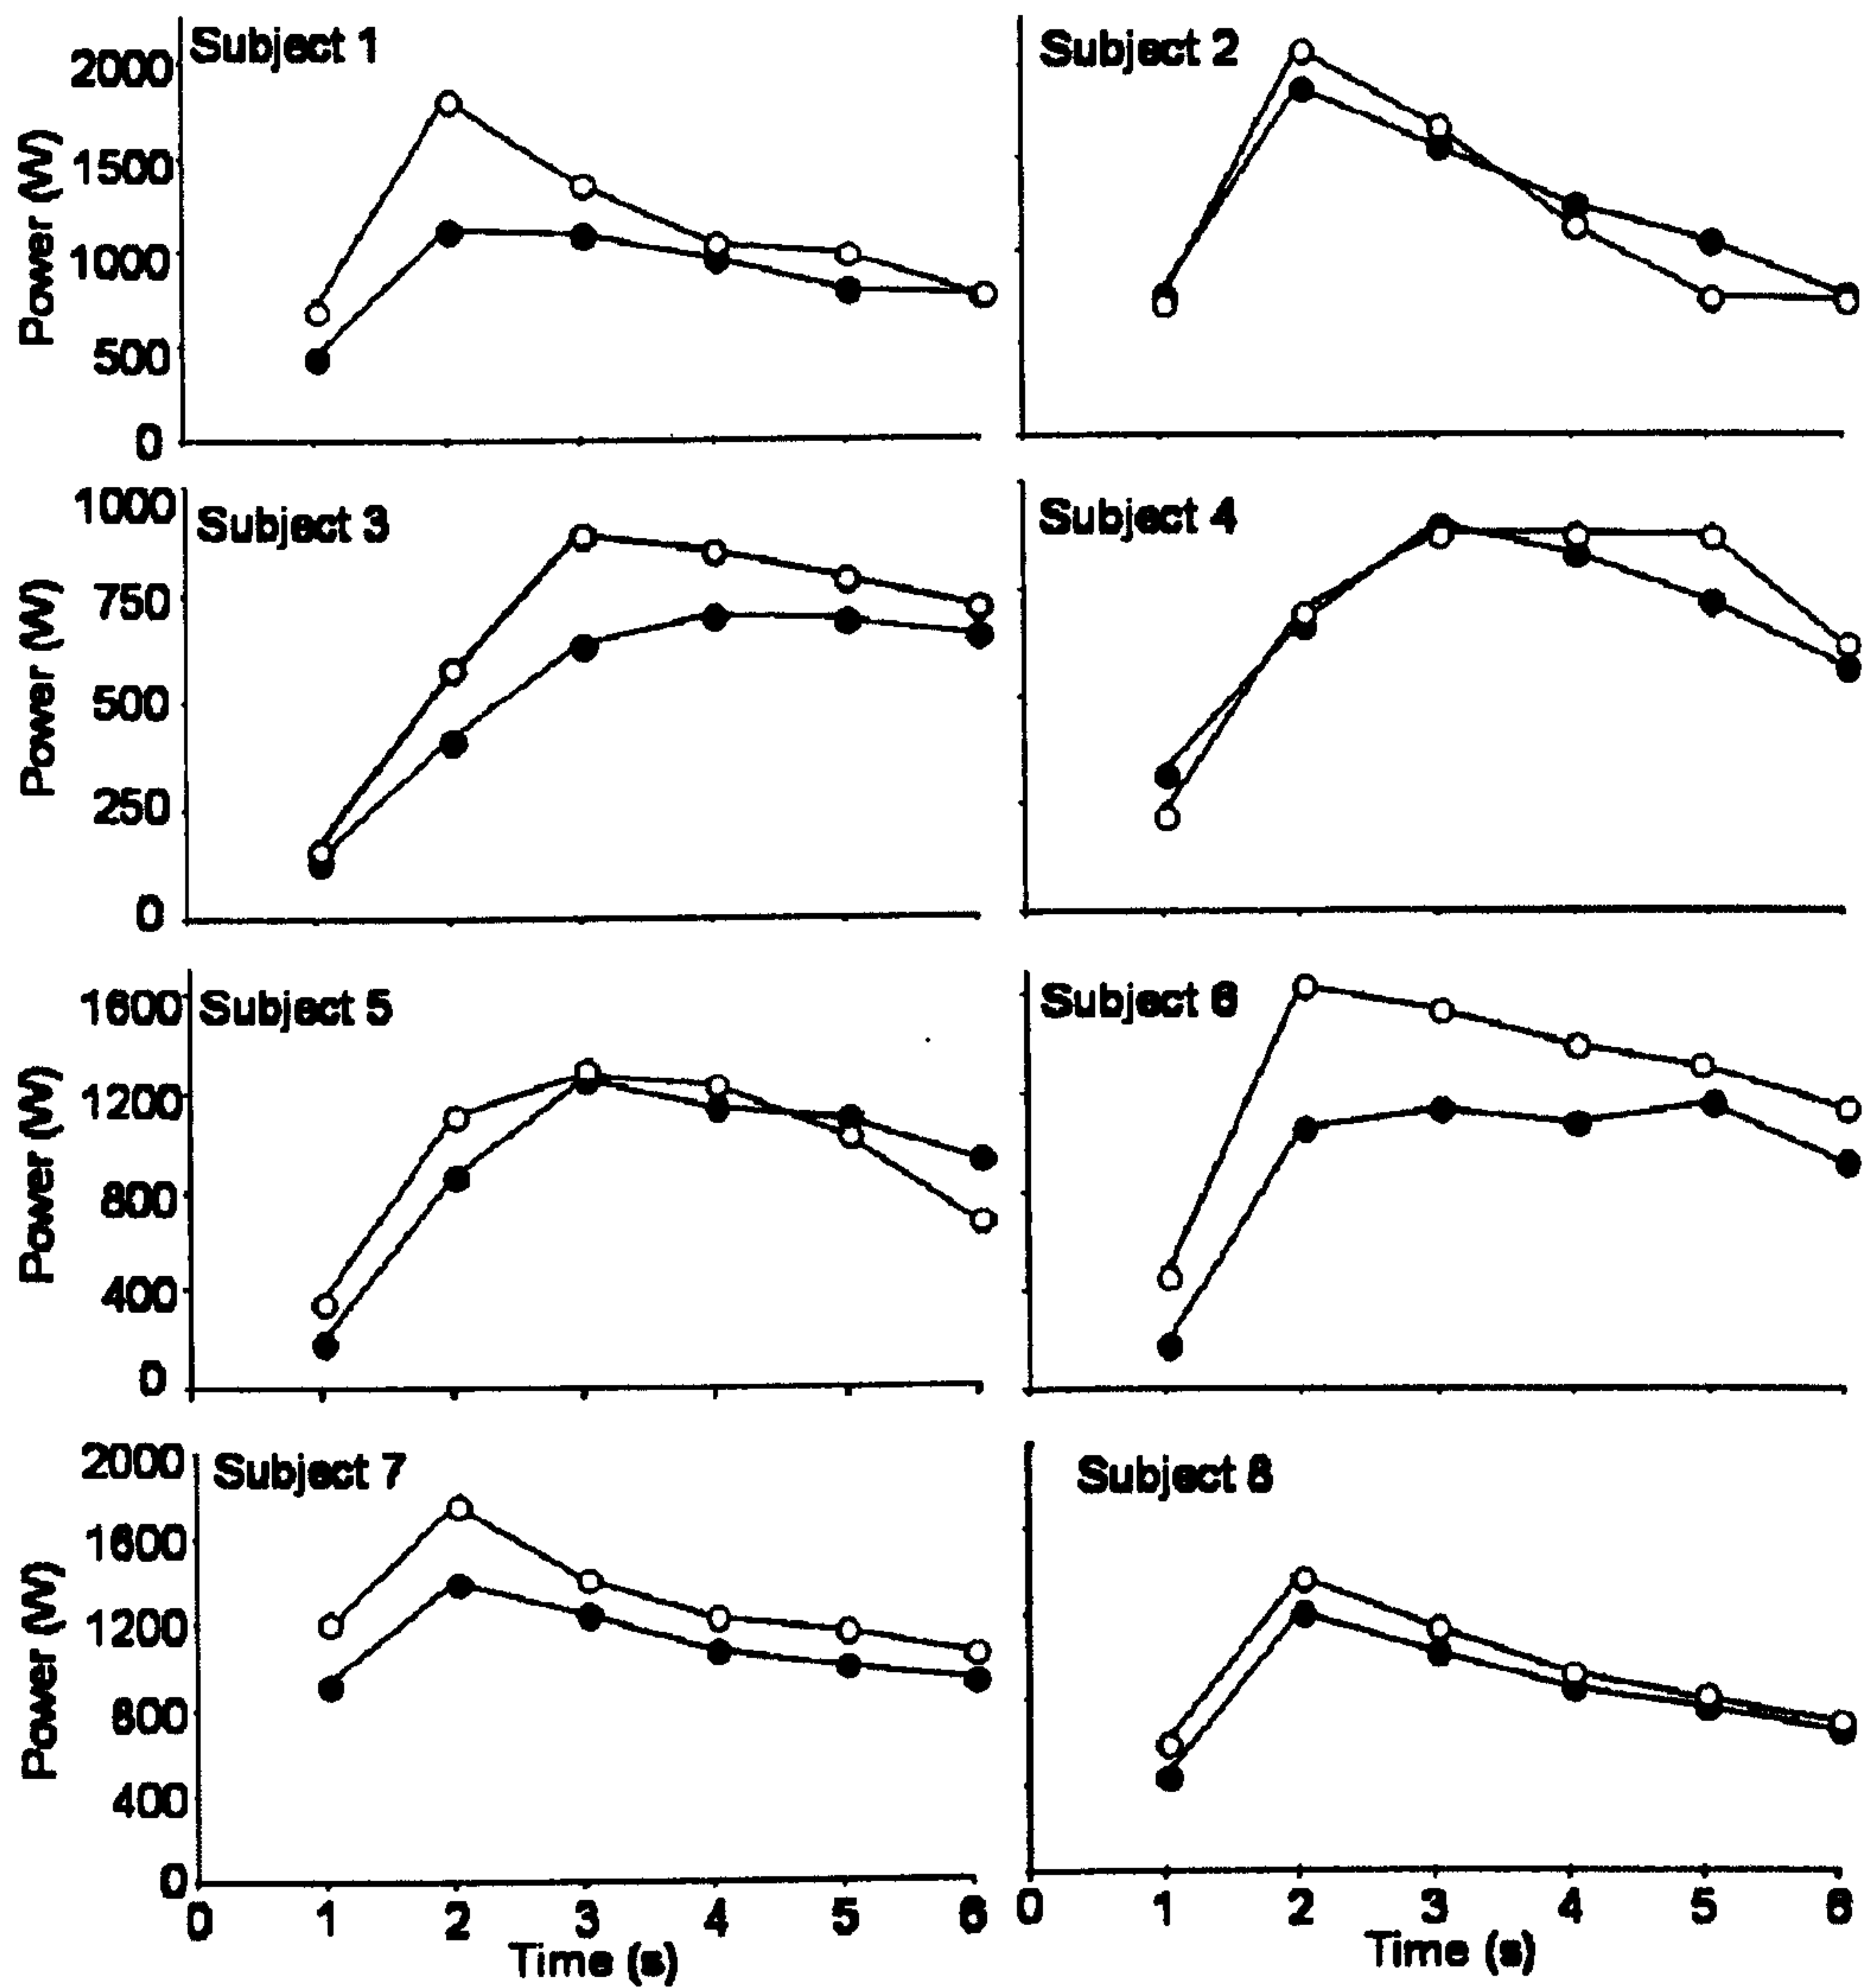 Subject 1
Subject 2
Power (W)
2000
1500
1000
500
0
Subject 3
Subject 4
Power (W)
1000
750
500
250
0
Subject 5
Subject 6
Power (W)
1600
1200
800
400
0
Subject 7
Subject 8
Power (W)
2000
1600
1200
800
400
0
0 1 2 3 4 5 6
0 1 2 3 4 5 6
Time (s)
Time (s)